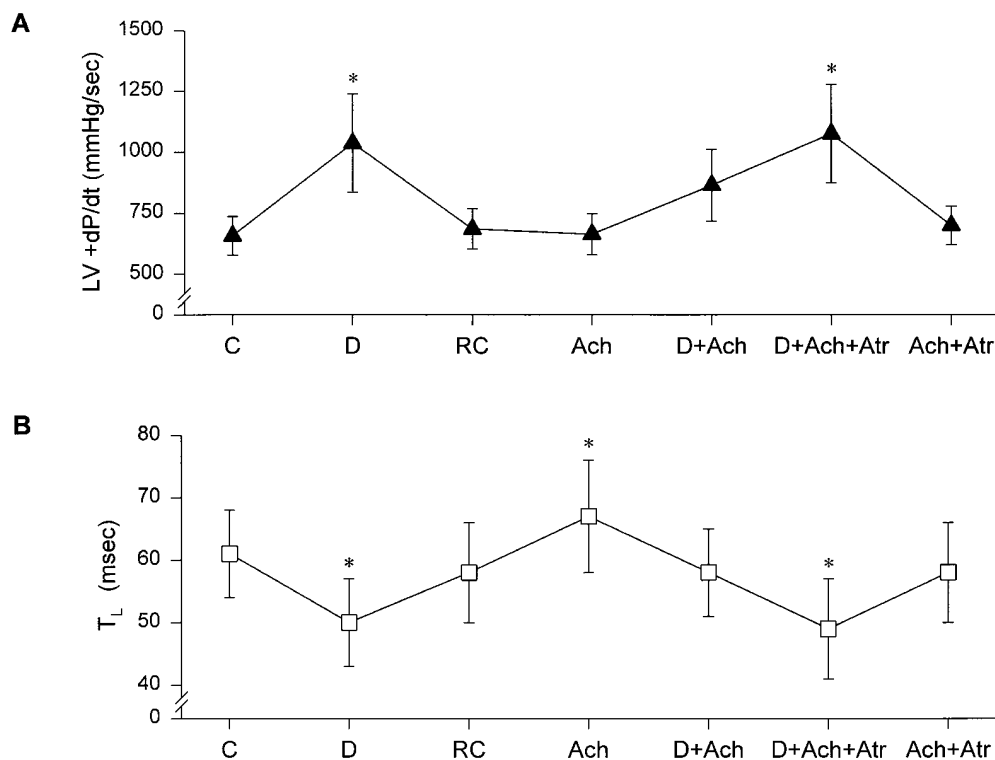 A
LV +dP/dt (mmHg/sec)
1500
1250
1000
750
500
0
* *
C D RC Ach D+Ach D+Ach+Atr Ach+Atr
B
T_L (msec)
80
70
60
50
40
0
* * *
C D RC Ach D+Ach D+Ach+Atr Ach+Atr